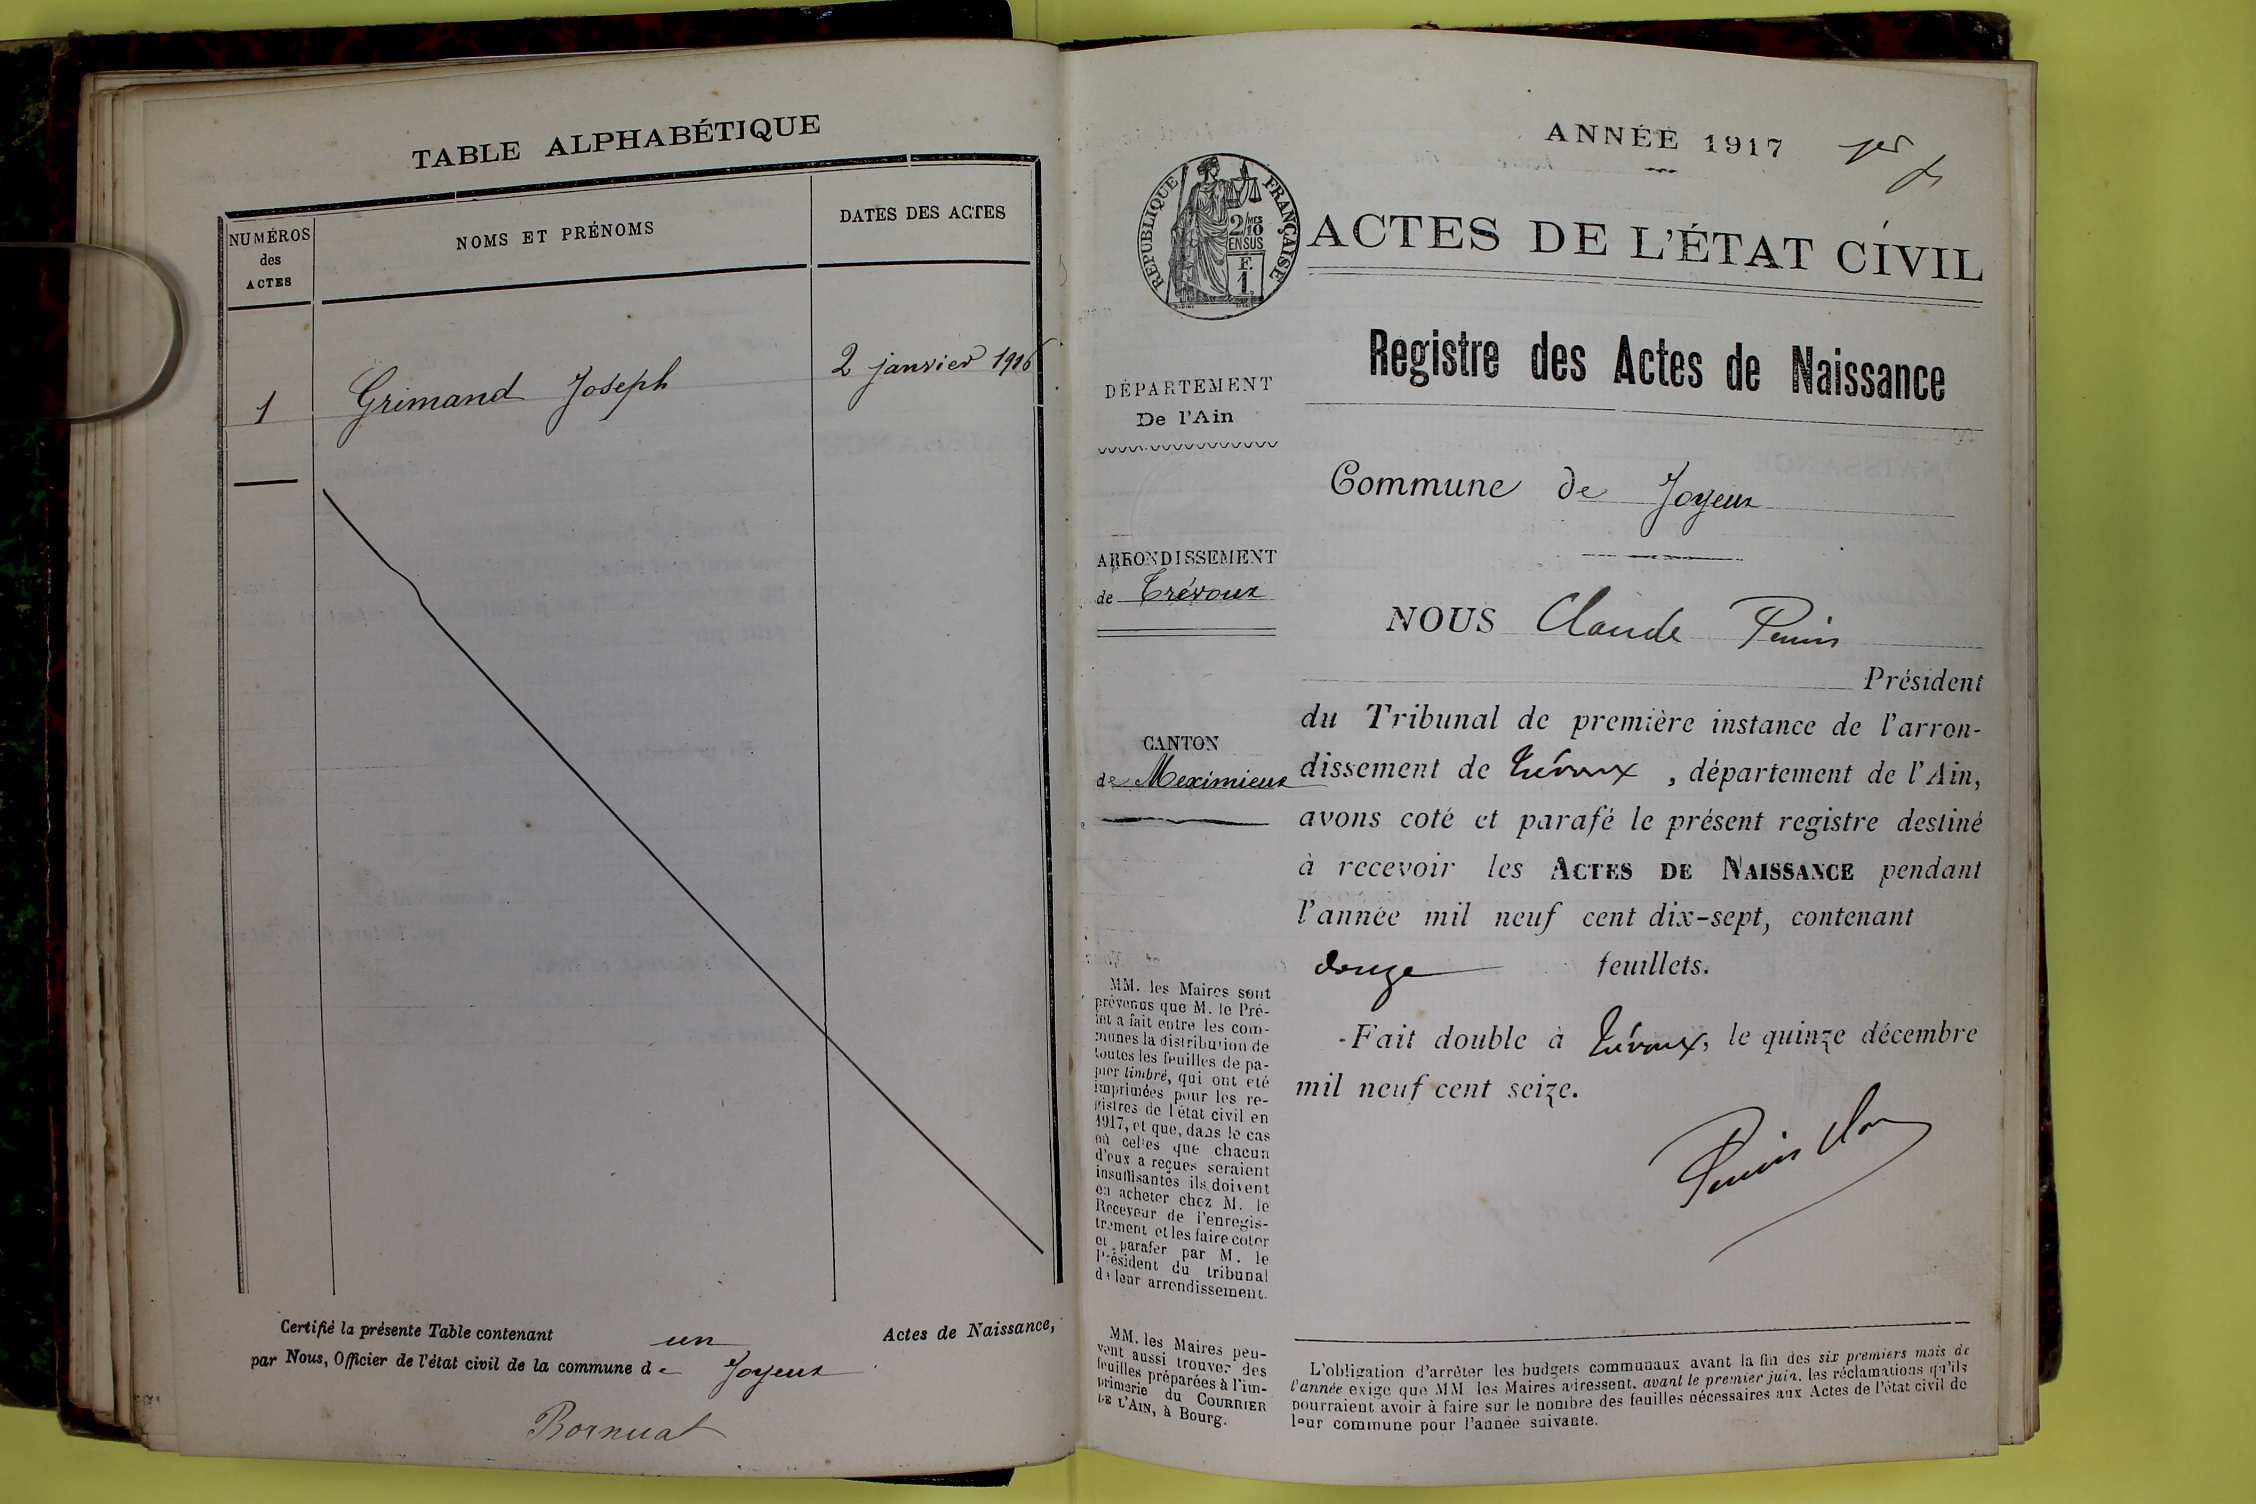 TABLE ALPHABÉTIQUE
NUMÉROS
des
ACTES
NOMS ET PRÉNOMS
DATES DES ACTES
1
Grimand Joseph
2 janvier 1916
Certifié la présente Table contenant un Actes de Naissance,
par Nous, Officier de l'état civil de la commune de Joyeux
Bornuat
ANNÉE 1917
1er
RÉPUBLIQUE FRANÇAISE
2/10 MES
EN SUS
F.
1.
ACTES DE L'ÉTAT CIVIL
Registre des Actes de Naissance
DÉPARTEMENT
De l'Ain
Commune de Joyeux
ARRONDISSEMENT
de Trévoux
NOUS Claude
Président
du Tribunal de première instance de l'arron-
dissement de Trévoux, département de l'Ain,
avons coté et parafé le présent registre destiné
à recevoir les ACTES DE NAISSANCE pendant
l'année mil neuf cent dix-sept, contenant
douze feuillets.
Fait double à Trévoux, le quinze décembre
mil neuf cent seize.
CANTON
de Meximieux
MM. les Maires sont
prévenus que M. le Pré-
fet a fait entre les com-
munes la distribution de
toutes les feuilles de pa-
pier timbré, qui ont été
imprimées pour les re-
gistres de l'état civil en
1917, et que, dans le cas
où celles que chacun
d'eux a reçues seraient
insuffisantes ils doivent
en acheter chez M. le
Receveur de l'enregis-
trement et les faire coter
et parafer par M. le
Président du tribunal
de leur arrondissement.
MM. les Maires peu-
vent aussi trouver des
feuilles préparées à l'im-
primerie du COURRIER
DE L'AIN, à Bourg.
L'obligation d'arrêter les budgets communaux avant la fin des six premiers mois de
l'année exige que MM. les Maires adressent, avant le premier juin, les réclamations qu'ils
pourraient avoir à faire sur le nombre des feuilles nécessaires aux Actes de l'état civil de
leur commune pour l'année suivante.